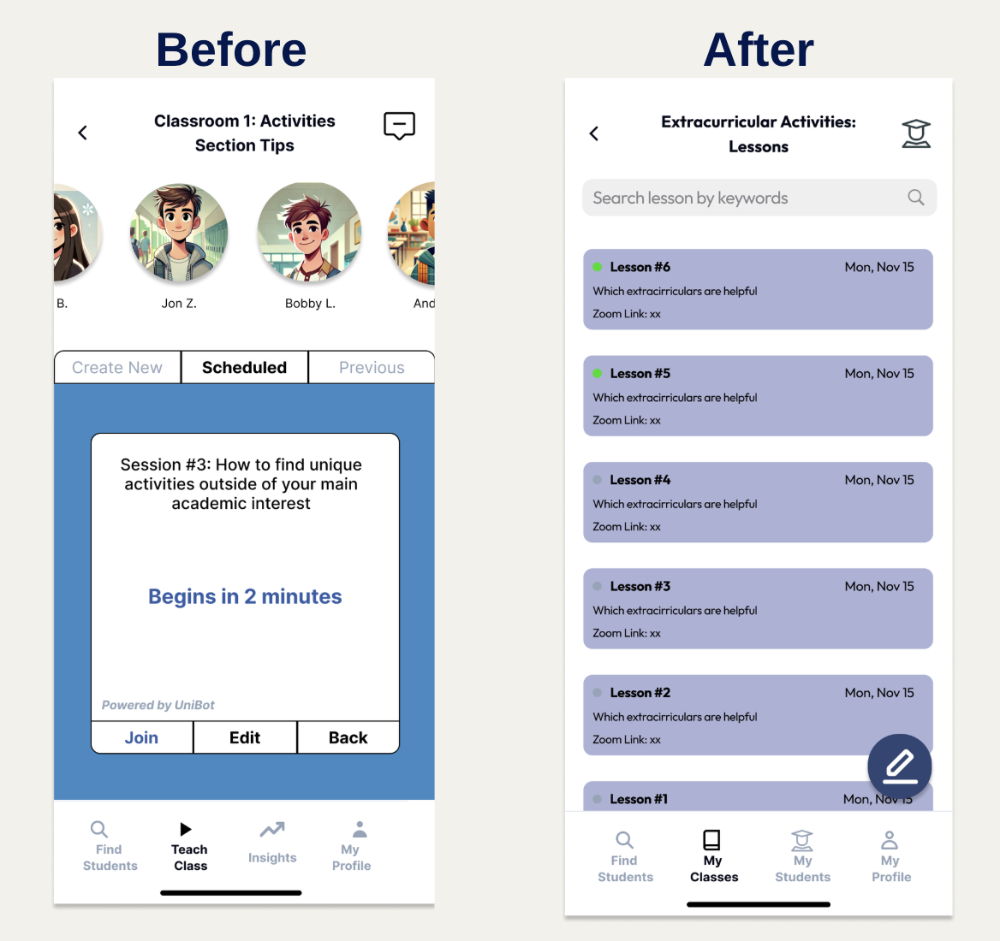 Before
Classroom 1: Activities
Section Tips
B.
Jon Z.
Bobby L.
And
Create New
Scheduled
Previous
Session #3: How to find unique
activities outside of your main
academic interest
Begins in 2 minutes
Powered by UniBot
Join
Edit
Back
Find
Students
Teach
Class
Insights
My
Profile
After
Extracurricular Activities:
Lessons
Search lesson by keywords
Lesson #6
Mon, Nov 15
Which extracirriculars are helpful
Zoom Link: xx
Lesson #5
Mon, Nov 15
Which extracirriculars are helpful
Zoom Link: xx
Lesson #4
Mon, Nov 15
Which extracirriculars are helpful
Zoom Link: xx
Lesson #3
Mon, Nov 15
Which extracirriculars are helpful
Zoom Link: xx
Lesson #2
Mon, Nov 15
Which extracirriculars are helpful
Zoom Link: xx
Lesson #1
Mon, Nov 15
Find
Students
My
Classes
My
Students
My
Profile